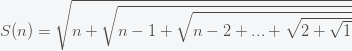 S(n) = \sqrt{n + \sqrt{n - 1 + \sqrt{n - 2 + ... + \sqrt{2 + \sqrt{1}}}}}